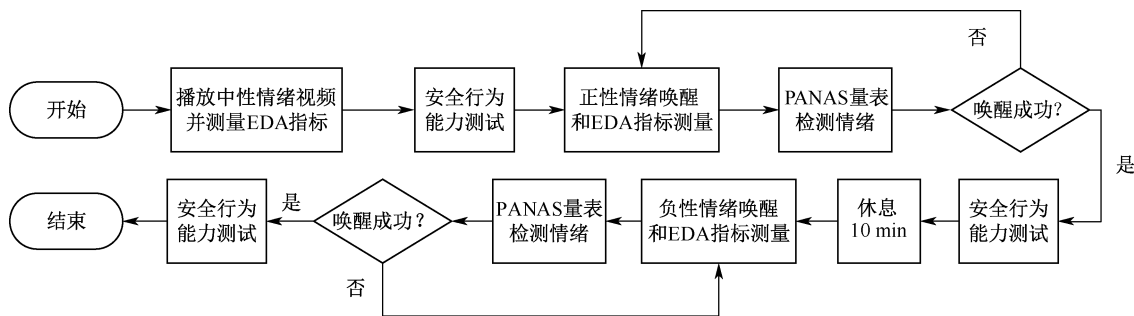 否
开始
播放中性情绪视频
并测量EDA指标
安全行为
能力测试
正性情绪唤醒
和EDA指标测量
PANAS量表
检测情绪
唤醒成功?
是
安全行为
能力测试
休息
10 min
负性情绪唤醒
和EDA指标测量
PANAS量表
检测情绪
唤醒成功?
否
是
安全行为
能力测试
结束